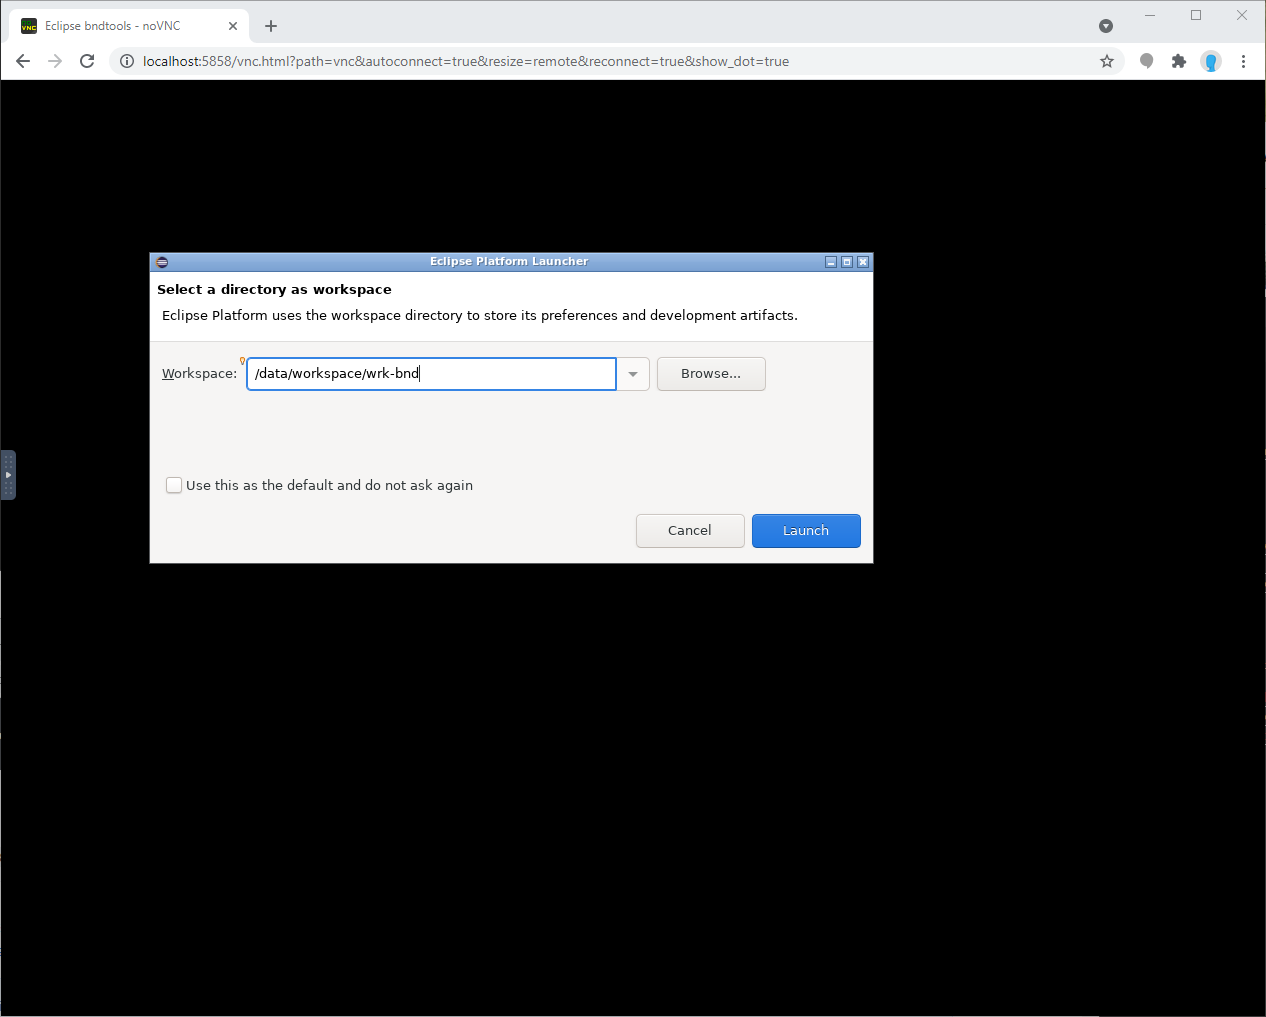 Eclipse bndtools - noVNC
localhost:5858/vnc.html?path=vnc&autoconnect=true&resize=remote&reconnect=true&show_dot=true
Eclipse Platform Launcher
Select a directory as workspace
Eclipse Platform uses the workspace directory to store its preferences and development artifacts.
Workspace: /data/workspace/wrk-bnd Browse...
Use this as the default and do not ask again
Cancel Launch